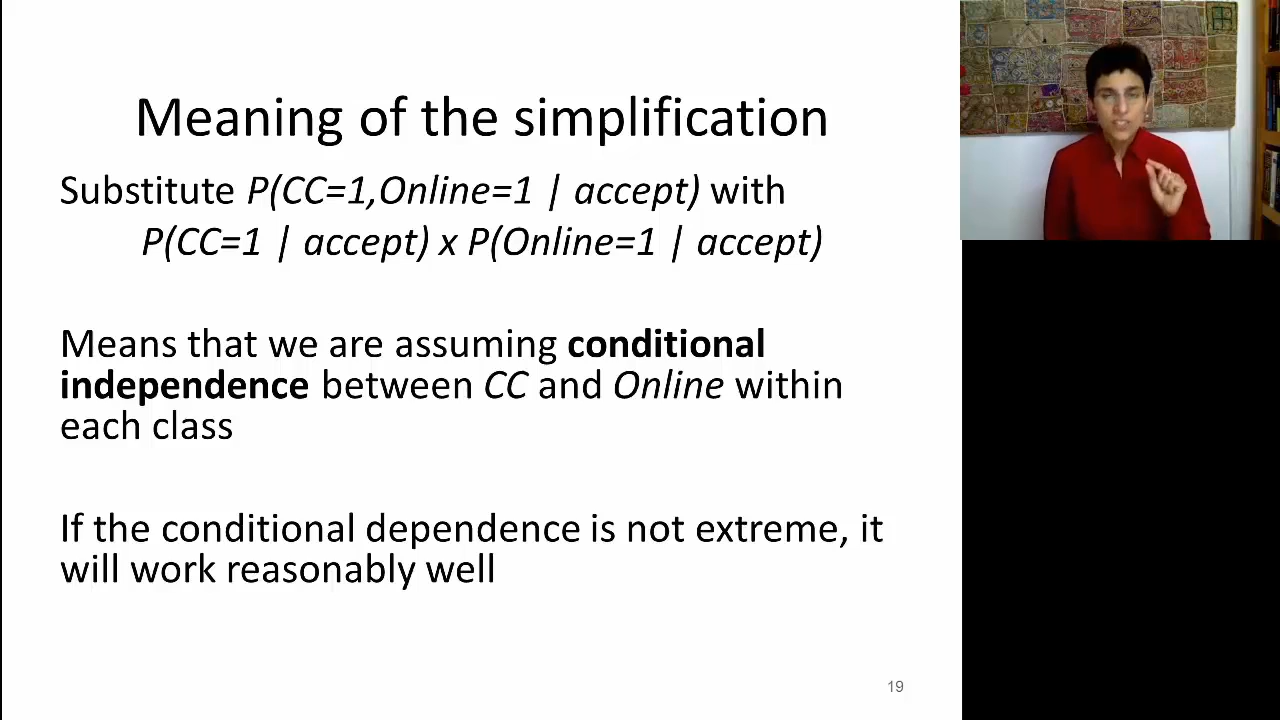 Meaning of the simplification
Substitute P(CC=1,Online=1 | accept) with
P(CC=1 | accept) x P(Online=1 | accept)
Means that we are assuming conditional
independence between CC and Online within
each class
If the conditional dependence is not extreme, it
will work reasonably well
19